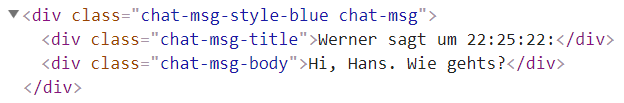 ▼<div class="chat-msg-style-blue chat-msg">
<div class="chat-msg-title">Werner sagt um 22:25:22:</div>
<div class="chat-msg-body">Hi, Hans. Wie gehts?</div>
</div>